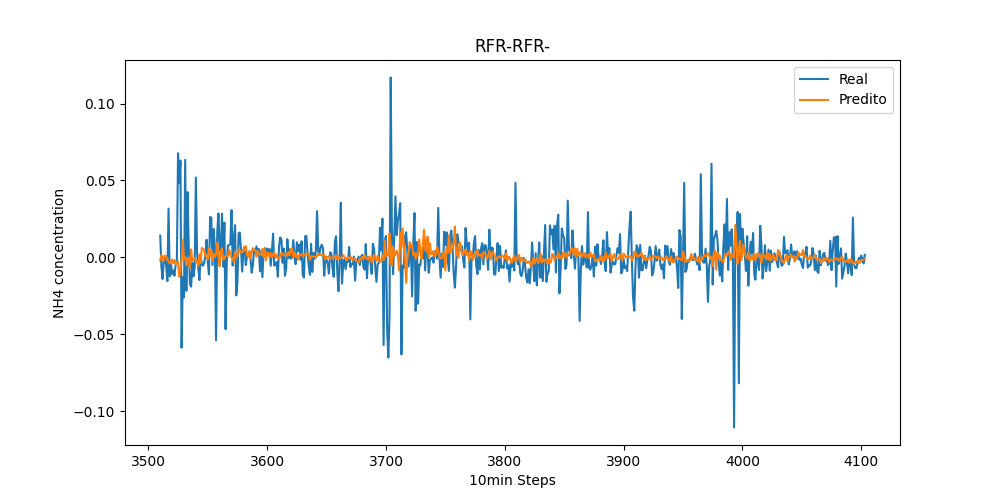 RFR-RFR-
Real
Predito
NH4 concentration
0.10
0.05
0.00
−0.05
−0.10
3500 3600 3700 3800 3900 4000 4100
10min Steps